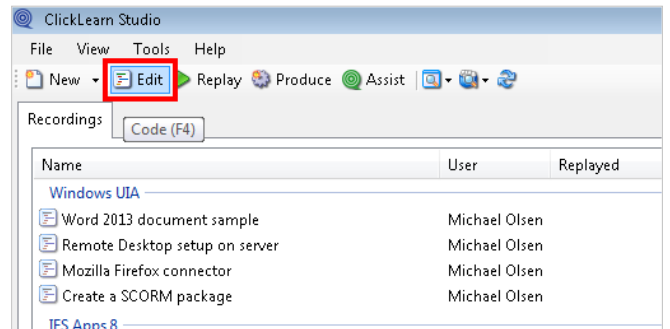 ClickLearn Studio
File View Tools Help
New Edit Replay Produce Assist
Recordings
Code (F4)
Name User Replayed
Windows UIA
Word 2013 document sample Michael Olsen
Remote Desktop setup on server Michael Olsen
Mozilla Firefox connector Michael Olsen
Create a SCORM package Michael Olsen
IFS Apps 8